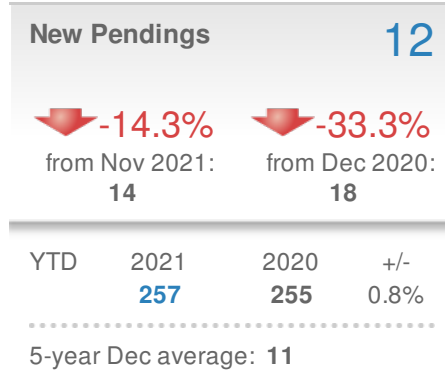 New Pendings 12
-14.3% -33.3%
from Nov 2021: from Dec 2020:
14 18
YTD 2021 2020 +/-
257 255 0.8%
5-year Dec average: 11